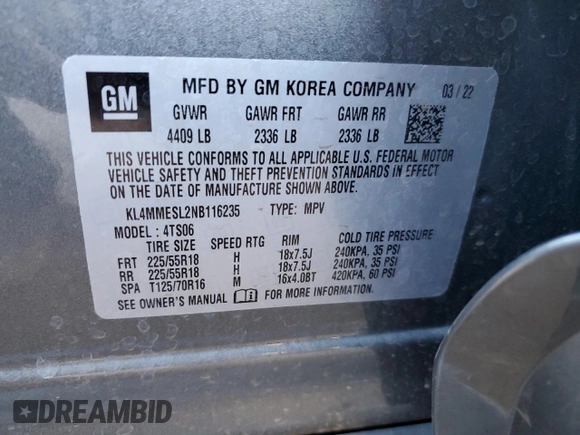 GM MFD BY GM KOREA COMPANY 03 / 22
GVWR GAWR FRT GAWR RR
4409 LB 2336 LB 2336 LB
THIS VEHICLE CONFORMS TO ALL APPLICABLE U.S. FEDERAL MOTOR
VEHICLE SAFETY AND THEFT PREVENTION STANDARDS IN EFFECT
ON THE DATE OF MANUFACTURE SHOWN ABOVE.
KL4MMESL2NB116235 TYPE: MPV
MODEL : 4TS06
TIRE SIZE SPEED RTG RIM COLD TIRE PRESSURE
FRT 225/55R18 H 18x7.5J 240KPA, 35 PSI
RR 225/55R18 H 18x7.5J 240KPA, 35 PSI
SPA T125/70R16 M 16x4.0BT 420KPA, 60 PSI
SEE OWNER'S MANUAL FOR MORE INFORMATION.
DREAMBID